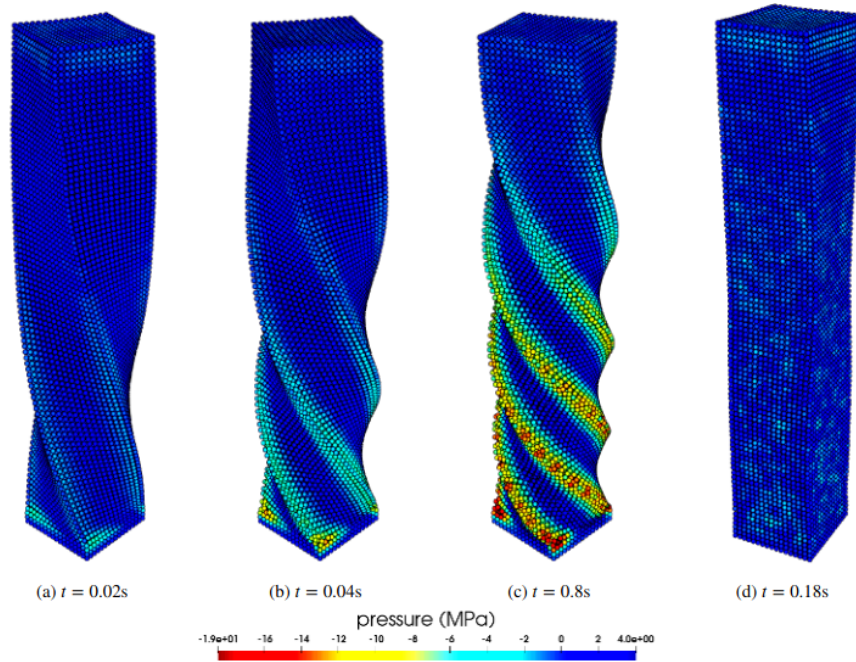 (a) t = 0.02s
(b) t = 0.04s
(c) t = 0.8s
(d) t = 0.18s
pressure (MPa)
-1.9e+01 -16 -14 -12 -10 -8 -6 -4 -2 0 2 4.0e+00